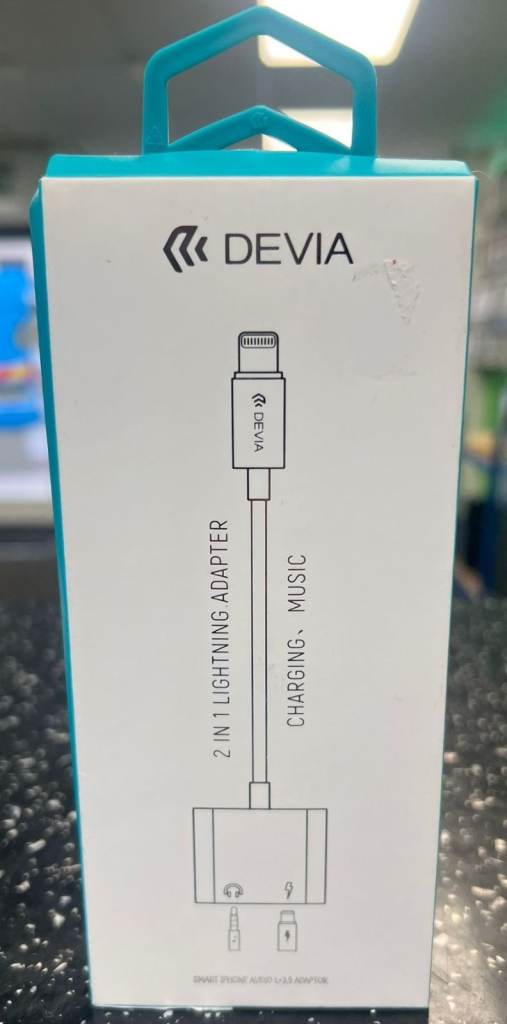 DEVIA
DEVIA
2 IN 1 LIGHTNING ADAPTER
CHARGING、MUSIC
SMART IPHONE AUDIO L+3.5 ADAPTOR